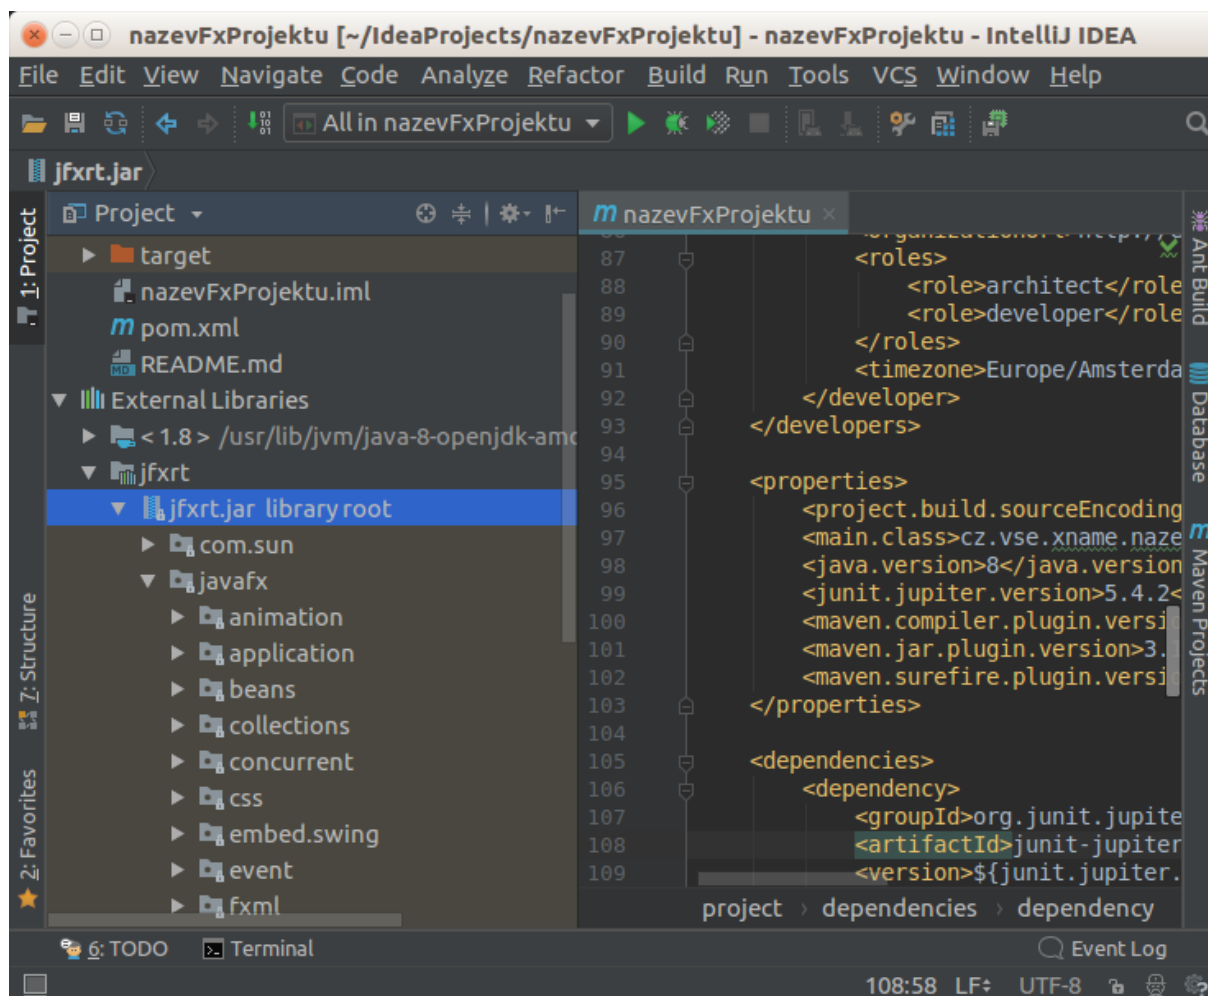 nazevFxProjektu [~/IdeaProjects/nazevFxProjektu] - nazevFxProjektu - IntelliJ IDEA
File Edit View Navigate Code Analyze Refactor Build Run Tools VCS Window Help
All in nazevFxProjektu
jfxrt.jar
1: Project
7: Structure
2: Favorites
Project
target
nazevFxProjektu.iml
pom.xml
README.md
External Libraries
< 1.8 > /usr/lib/jvm/java-8-openjdk-amd
jfxrt
jfxrt.jar library root
com.sun
javafx
animation
application
beans
collections
concurrent
css
embed.swing
event
fxml
nazevFxProjektu
87 <roles>
88 <role>architect</role
89 <role>developer</role
90 </roles>
91 <timezone>Europe/Amsterda
92 </developer>
93 </developers>
94
95 <properties>
96 <project.build.sourceEncoding
97 <main.class>cz.vse.xname.naze
98 <java.version>8</java.version
99 <junit.jupiter.version>5.4.2<
100 <maven.compiler.plugin.versio
101 <maven.jar.plugin.version>3.
102 <maven.surefire.plugin.versi
103 </properties>
104
105 <dependencies>
106 <dependency>
107 <groupId>org.junit.jupite
108 <artifactId>junit-jupiter
109 <version>${junit.jupiter.
project › dependencies › dependency
Ant Build
Database
Maven Projects
6: TODO Terminal Event Log
108:58 LF UTF-8